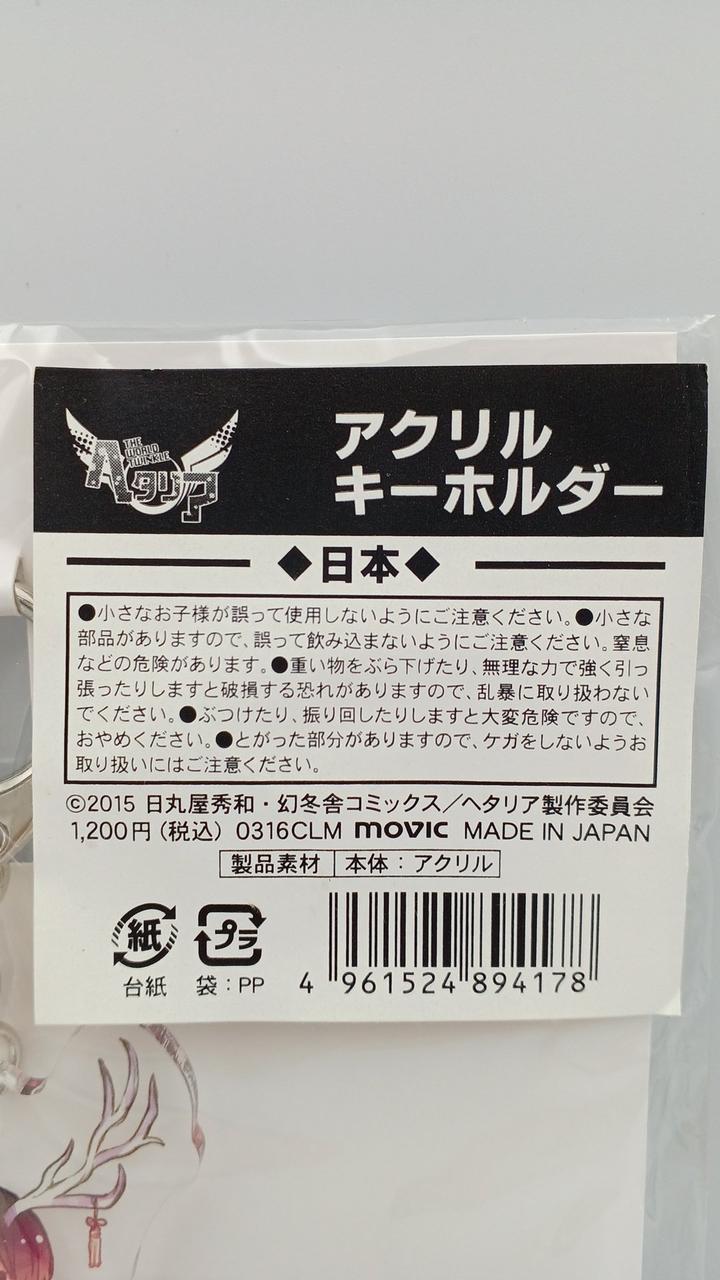 THE
WORLD
TWINKLE
ヘタリア
アクリル
キーホルダー
◆日本◆
●小さなお子様が誤って使用しないようにご注意ください。●小さな
部品がありますので、誤って飲み込まないようにご注意ください。窒息
などの危険があります。●重い物をぶら下げたり、無理な力で強く引っ
張ったりしますと破損する恐れがありますので、乱暴に取り扱わない
でください。●ぶつけたり、振り回したりしますと大変危険ですので、
おやめください。●とがった部分がありますので、ケガをしないようお
取り扱いにはご注意ください。
©2015 日丸屋秀和・幻冬舎コミックス／ヘタリア製作委員会
1,200円（税込） 0316CLM movic MADE IN JAPAN
製品素材 本体：アクリル
紙 プラ
台紙 袋：PP
4 961524 894178